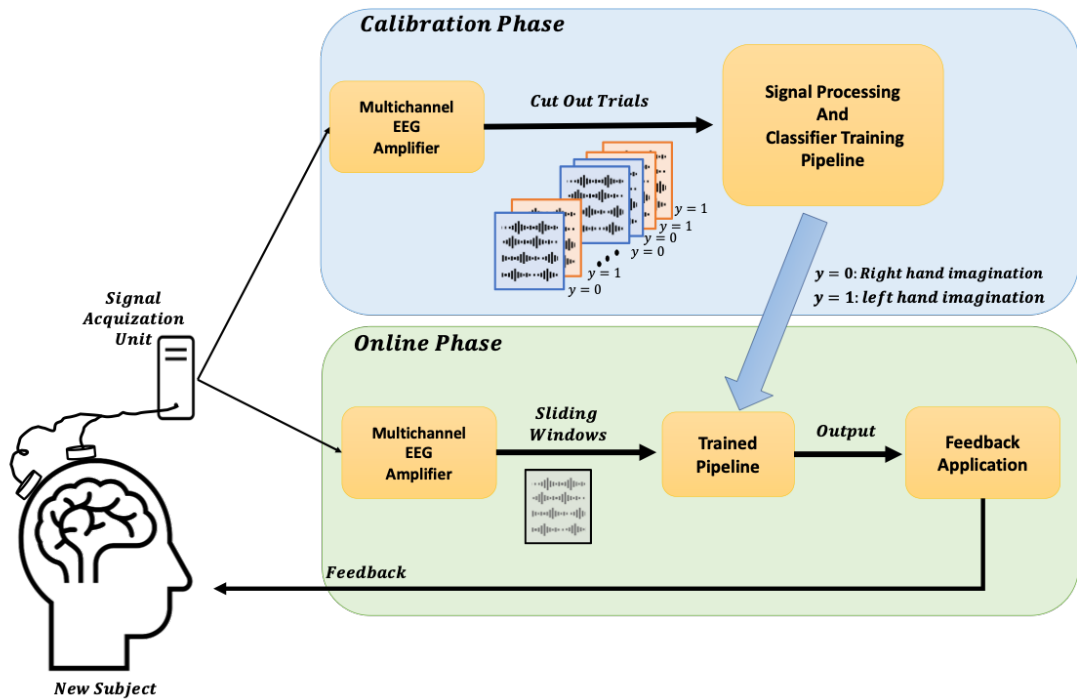 Calibration Phase
Multichannel
EEG
Amplifier
Cut Out Trials
Signal Processing
And
Classifier Training
Pipeline
y = 1
y = 1
y = 0
y = 0
y = 1
y = 0
y = 0: Right hand imagination
y = 1: left hand imagination
Signal
Acquization
Unit
Online Phase
Multichannel
EEG
Amplifier
Sliding
Windows
Trained
Pipeline
Output
Feedback
Application
Feedback
New Subject